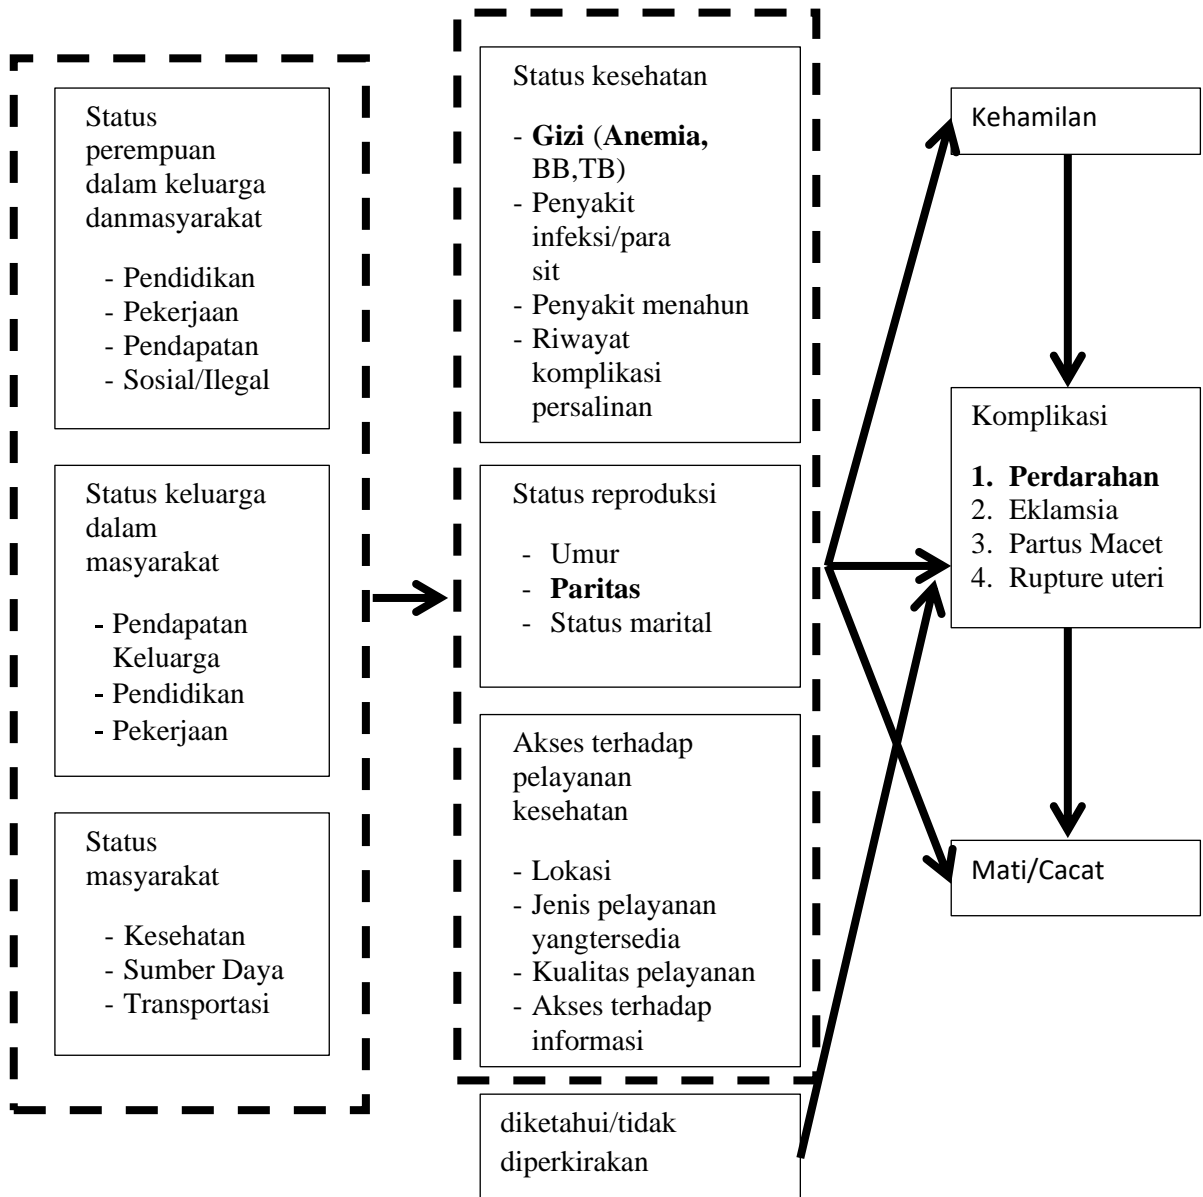 Status
perempuan
dalam keluarga
danmasyarakat
- Pendidikan
- Pekerjaan
- Pendapatan
- Sosial/Ilegal
Status keluarga
dalam
masyarakat
- Pendapatan
Keluarga
- Pendidikan
- Pekerjaan
Status
masyarakat
- Kesehatan
- Sumber Daya
- Transportasi
Status kesehatan
- Gizi (Anemia,
BB,TB)
- Penyakit
infeksi/para
sit
- Penyakit menahun
- Riwayat
komplikasi
persalinan
Status reproduksi
- Umur
- Paritas
- Status marital
Akses terhadap
pelayanan
kesehatan
- Lokasi
- Jenis pelayanan
yangtersedia
- Kualitas pelayanan
- Akses terhadap
informasi
diketahui/tidak
diperkirakan
Kehamilan
Komplikasi
1. Perdarahan
2. Eklamsia
3. Partus Macet
4. Rupture uteri
Mati/Cacat